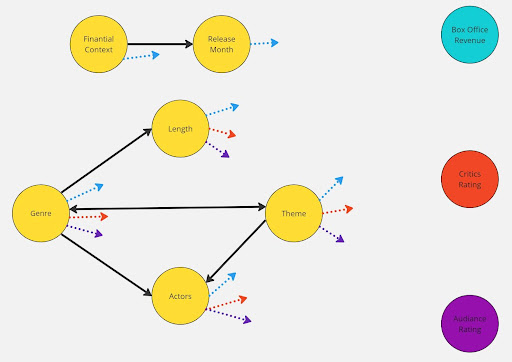 Finantial
Context
Release
Month
Box Office
Revenue
Length
Critics
Rating
Genre
Theme
Actors
Audiance
Rating